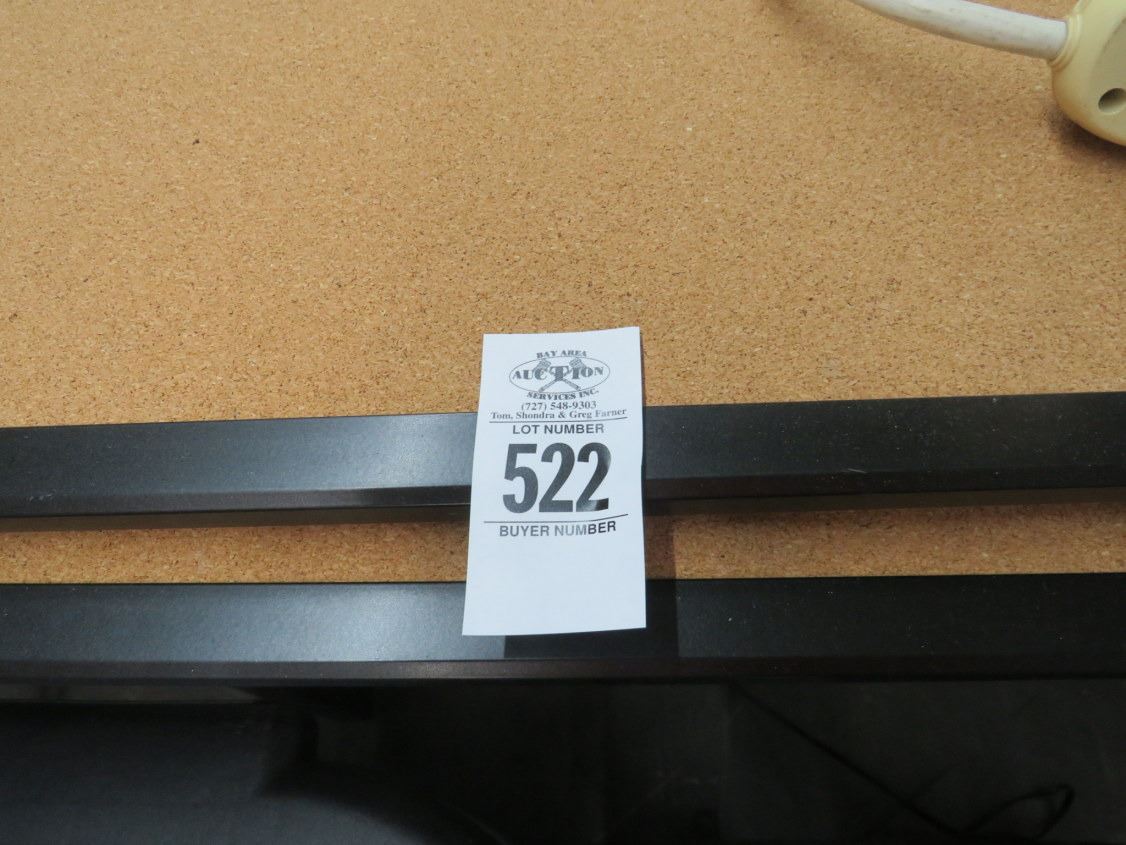 BAY AREA
AUCTION
SERVICES INC.
(727) 548-9303
Tom, Shondra & Greg Farner
LOT NUMBER
522
BUYER NUMBER